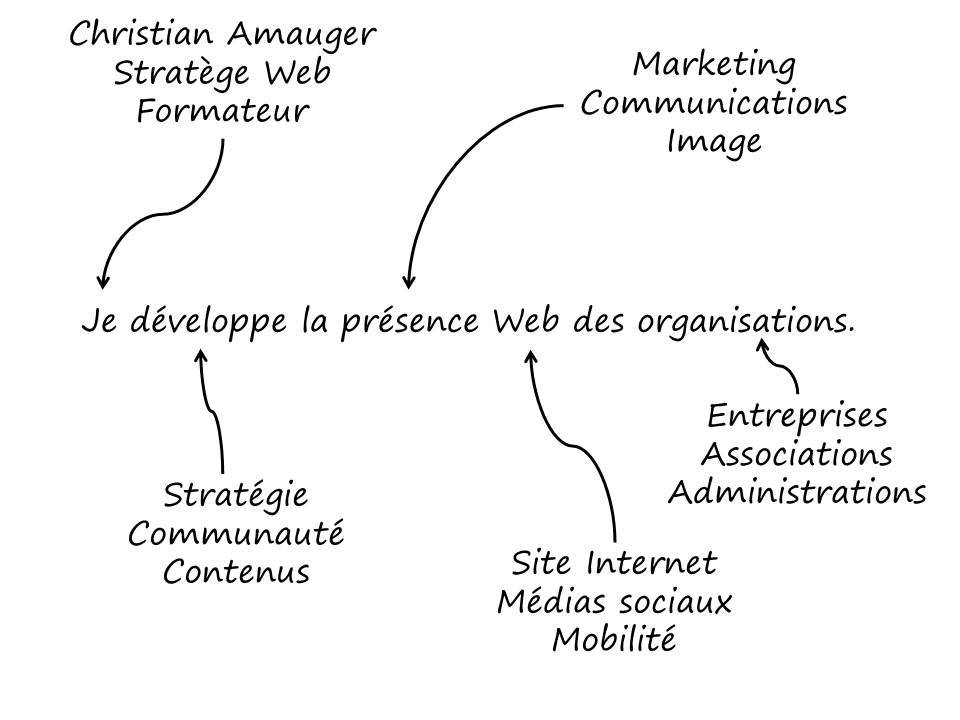 Christian Amauger
Stratège Web
Formateur
Marketing
Communications
Image
Je développe la présence Web des organisations.
Entreprises
Associations
Administrations
Stratégie
Communauté
Contenus
Site Internet
Médias sociaux
Mobilité